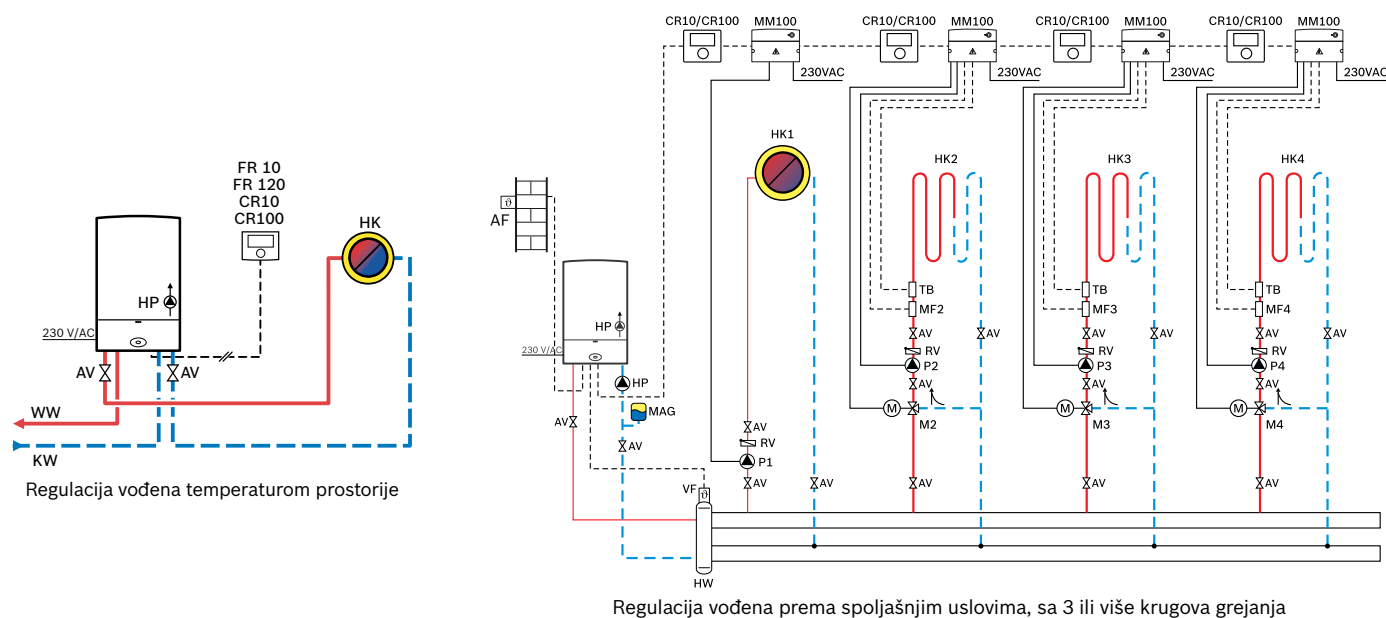 CR10/CR100 MM100 CR10/CR100 MM100 CR10/CR100 MM100 CR10/CR100 MM100
230VAC 230VAC 230VAC 230VAC
HK1
HK2 HK3 HK4
FR 10
FR 120
CR10
CR100
AF
ϑ
HK
HP
230 V/AC
AV AV
WW
KW
Regulacija vođena temperaturom prostorije
HP
230 V/AC
HP
MAG
AV
AV
TB TB TB
MF2 MF3 MF4
AV AV AV AV AV AV
RV RV RV
P2 P3 P4
AV AV AV
M M M
M2 M3 M4
AV
RV
P1
AV AV AV AV AV
VF
ϑ
HW
Regulacija vođena prema spoljašnjim uslovima, sa 3 ili više krugova grejanja